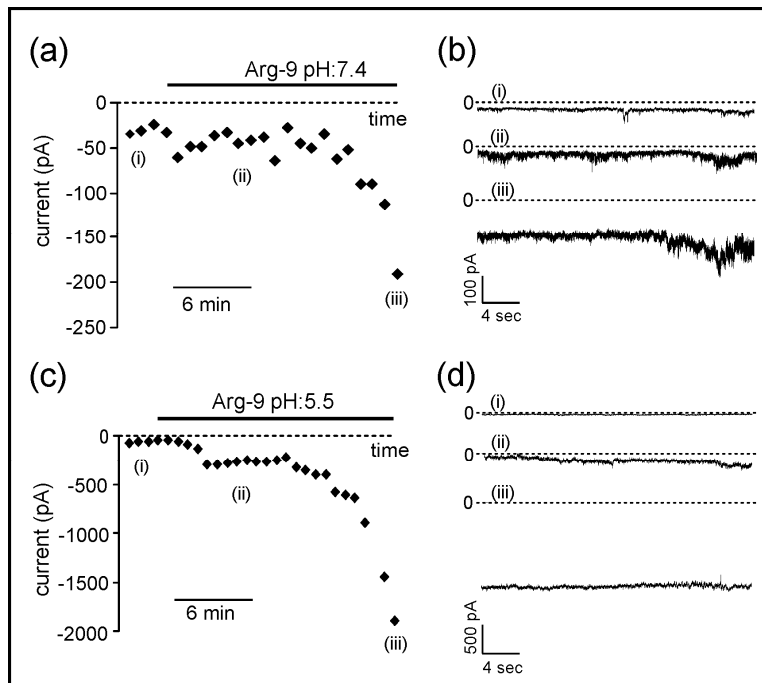 (a)
Arg-9 pH:7.4
0
-50
-100
-150
-200
-250
current (pA)
time
(i)
(ii)
(iii)
6 min
(b)
(i)
0
(ii)
0
(iii)
0
100 pA
4 sec
(c)
Arg-9 pH:5.5
0
-500
-1000
-1500
-2000
current (pA)
time
(i)
(ii)
(iii)
6 min
(d)
(i)
0
(ii)
0
(iii)
0
500 pA
4 sec